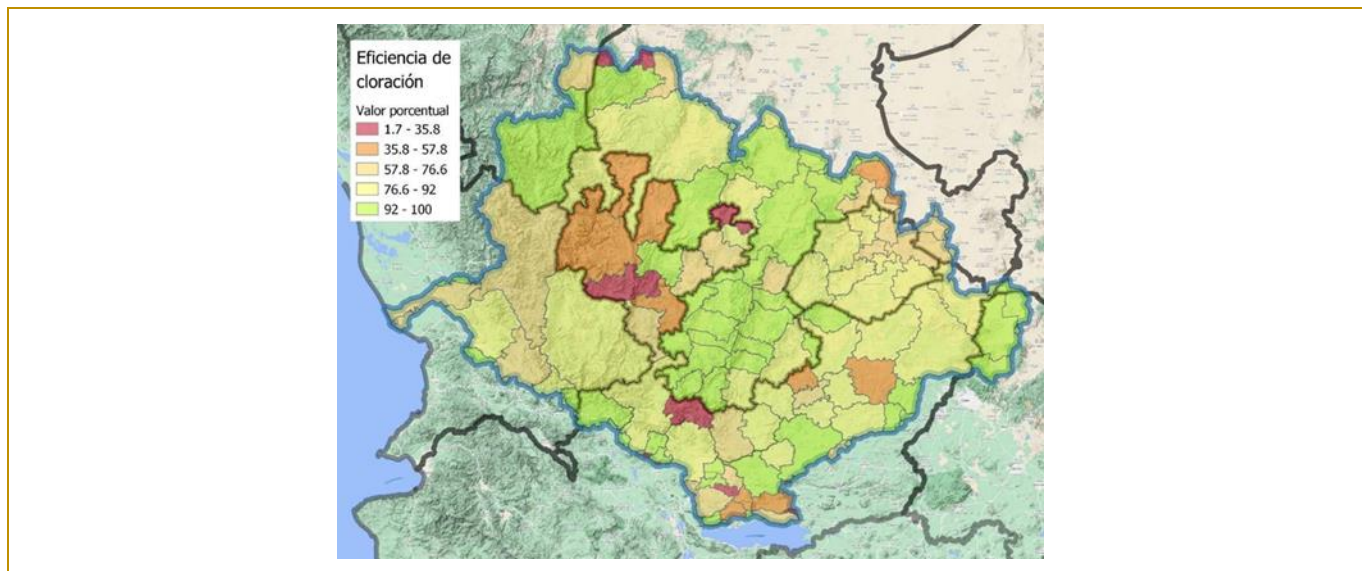 Eficiencia de
cloración
Valor porcentual
1.7 - 35.8
35.8 - 57.8
57.8 - 76.6
76.6 - 92
92 - 100